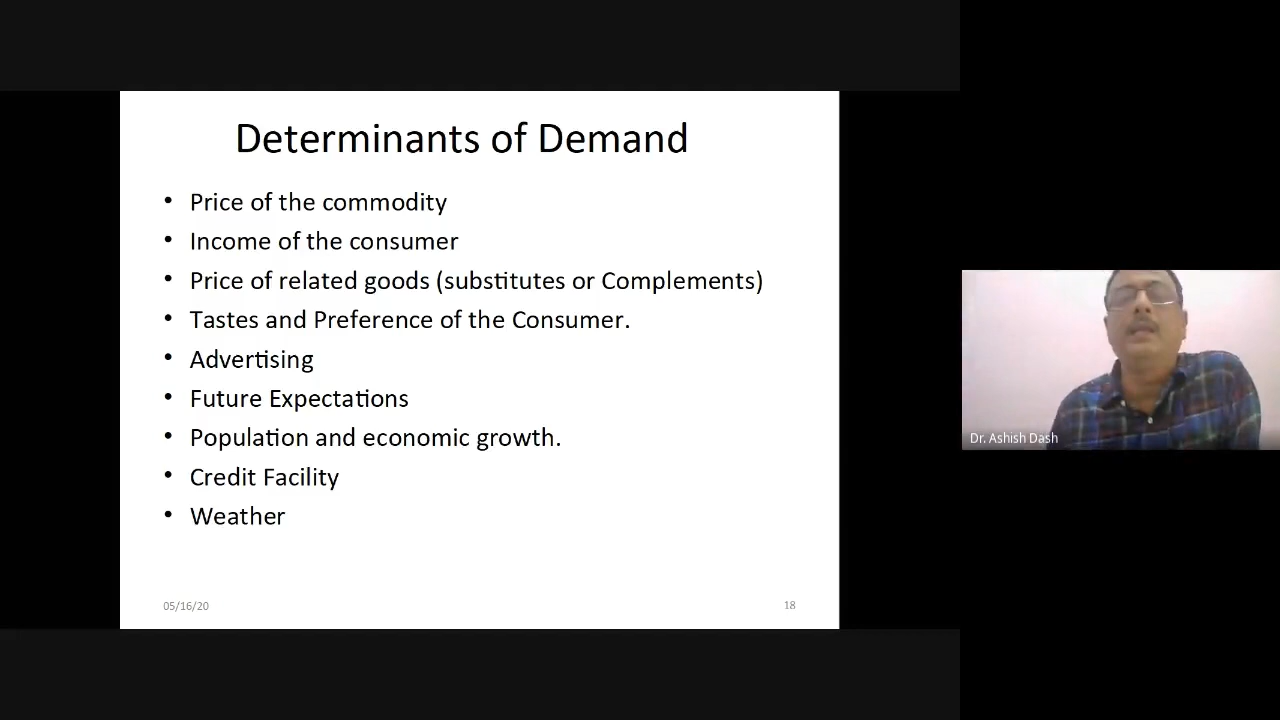 Determinants of Demand
• Price of the commodity
• Income of the consumer
• Price of related goods (substitutes or Complements)
• Tastes and Preference of the Consumer.
• Advertising
• Future Expectations
• Population and economic growth.
• Credit Facility
• Weather
05/16/20
18
Dr. Ashish Dash